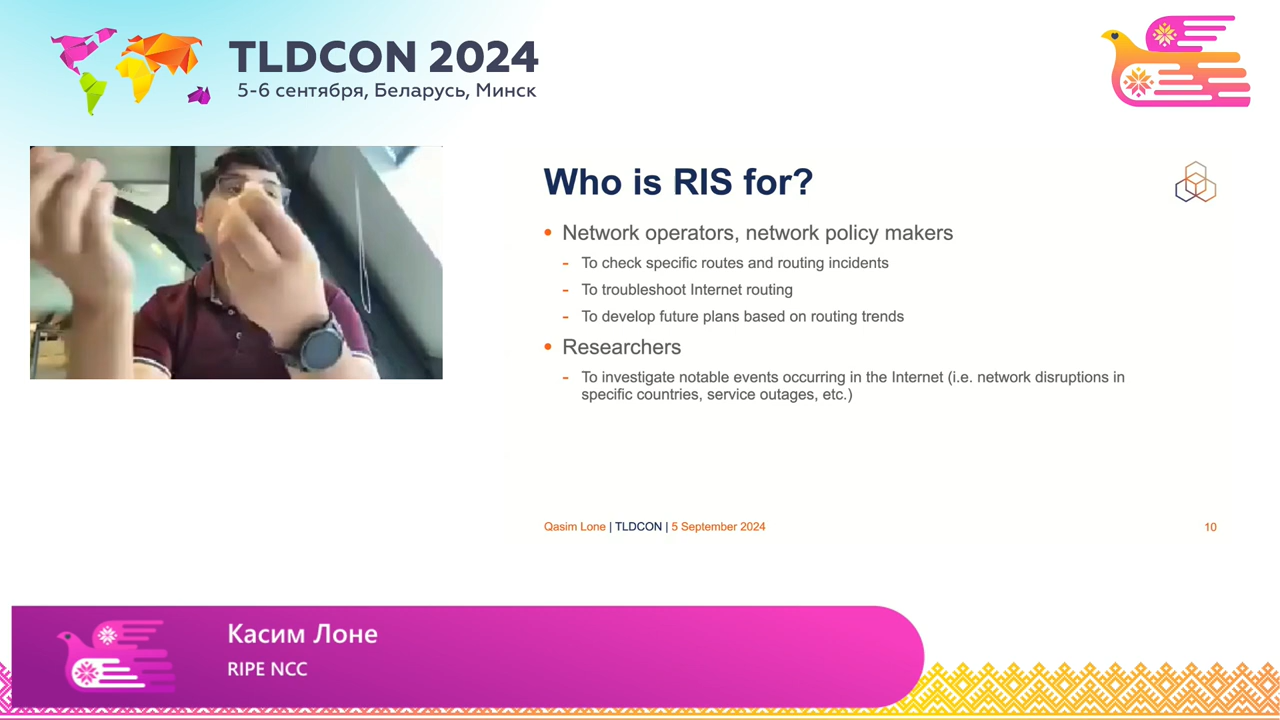 TLDCON 2024
5-6 сентября, Беларусь, Минск
Who is RIS for?
• Network operators, network policy makers
- To check specific routes and routing incidents
- To troubleshoot Internet routing
- To develop future plans based on routing trends
• Researchers
- To investigate notable events occurring in the Internet (i.e. network disruptions in
specific countries, service outages, etc.)
Qasim Lone | TLDCON | 5 September 2024
10
Касим Лоне
RIPE NCC